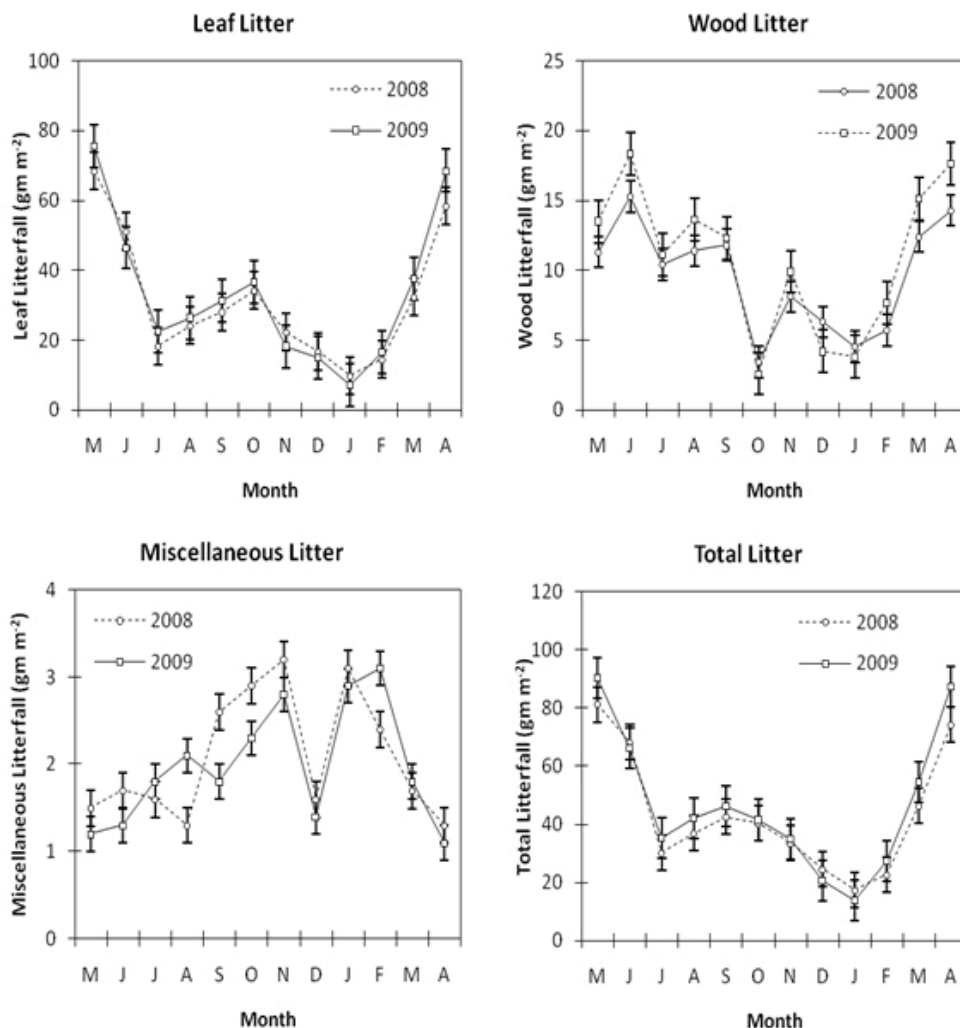 Leaf Litter
100
80
60
40
20
0
Leaf Litterfall (gm m⁻²)
2008
2009
M J J A S O N D J F M A
Month
Wood Litter
25
20
15
10
5
0
Wood Litterfall (gm m⁻²)
2008
2009
M J J A S O N D J F M A
Month
Miscellaneous Litter
4
3
2
1
0
Miscellaneous Litterfall (gm m⁻²)
2008
2009
M J J A S O N D J F M A
Month
Total Litter
120
100
80
60
40
20
0
Total Litterfall (gm m⁻²)
2008
2009
M J J A S O N D J F M A
Month